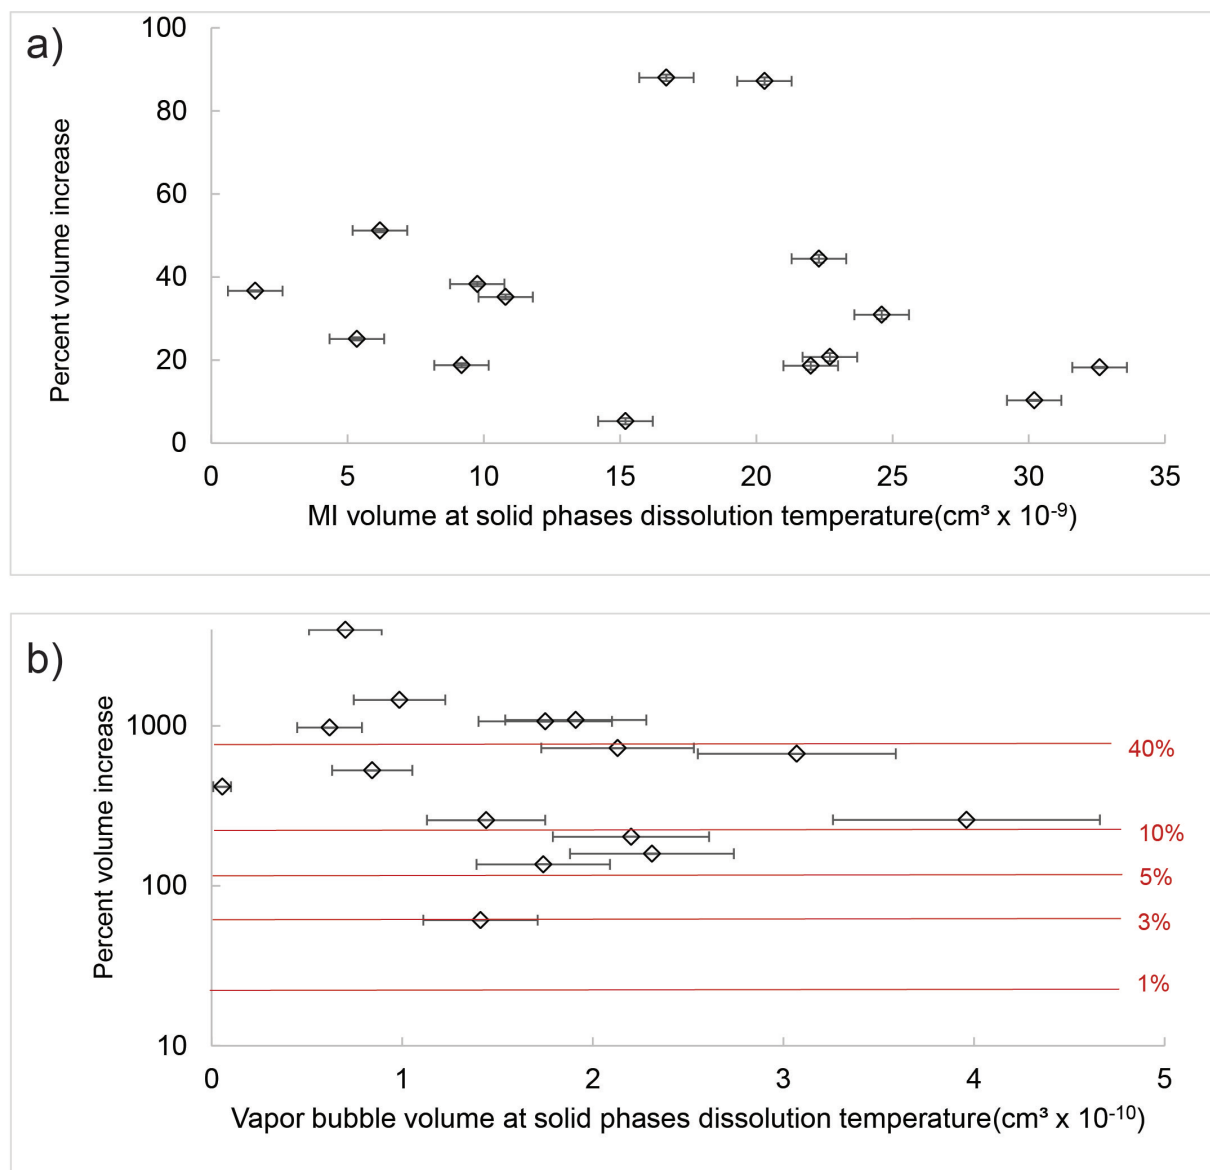 a)
Percent volume increase
100
80
60
40
20
0
0 5 10 15 20 25 30 35
MI volume at solid phases dissolution temperature(cm³ x 10⁻⁹)
b)
Percent volume increase
1000
100
10
40%
10%
5%
3%
1%
0 1 2 3 4 5
Vapor bubble volume at solid phases dissolution temperature(cm³ x 10⁻¹⁰)